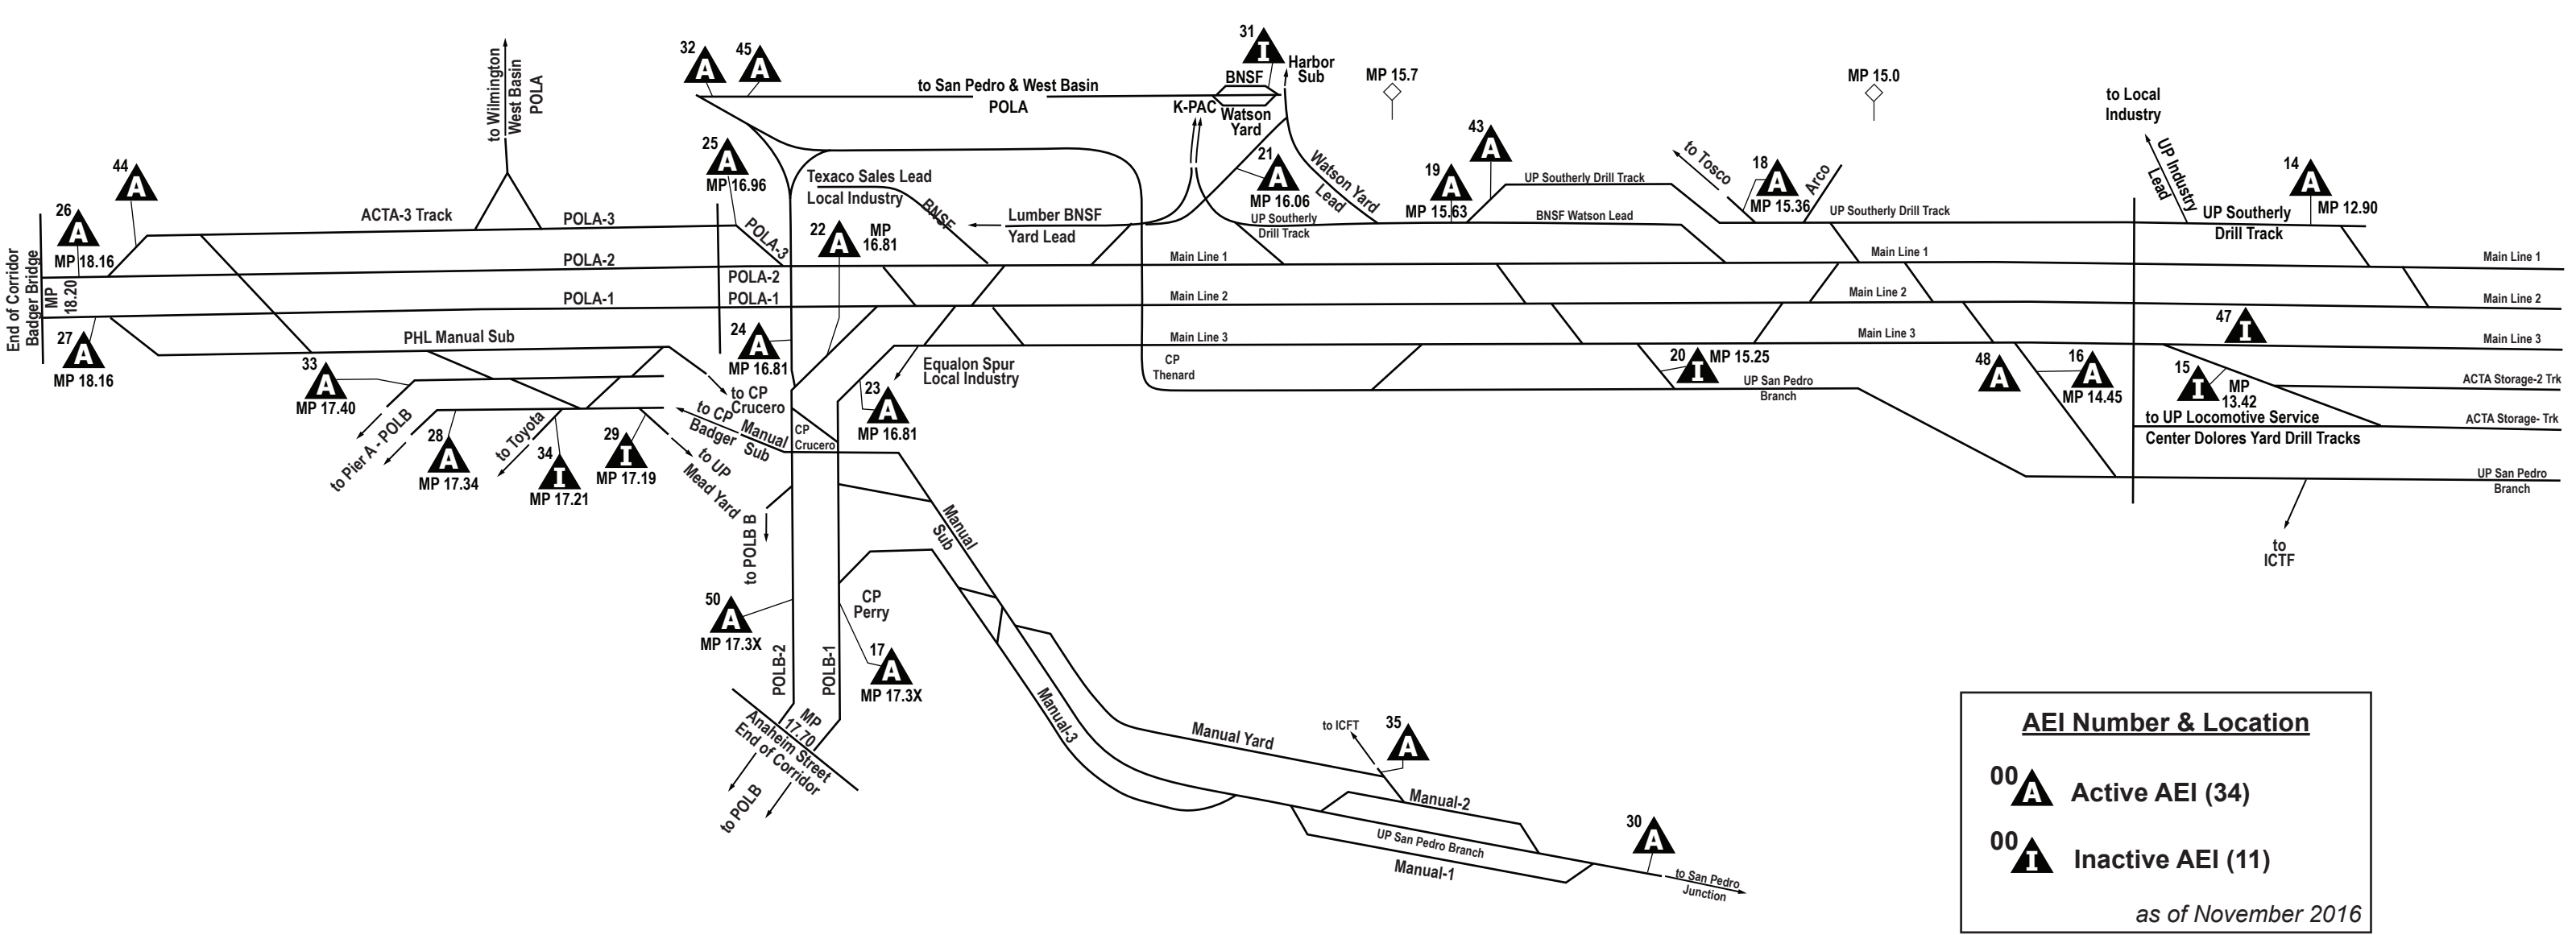 31
I
32
A
45
A
BNSF
Harbor
Sub
MP 15.7
MP 15.0
to San Pedro & West Basin
POLA
K-PAC
Watson
Yard
to Wilmington
West Basin
POLA
to Local
Industry
UP Industry
Lead
44
A
25
A
MP 16.96
Texaco Sales Lead
Local Industry
BNSF
21
A
MP 16.06
Watson Yard
Lead
19
A
MP 15.63
43
A
UP Southerly Drill Track
to Tosco
18
A
MP 15.36
Arco
14
A
MP 12.90
26
A
MP 18.16
ACTA-3 Track
POLA-3
POLA-3
22
A
MP
16.81
Lumber BNSF
Yard Lead
UP Southerly
Drill Track
BNSF Watson Lead
UP Southerly Drill Track
UP Southerly
Drill Track
End of Corridor
Badger Bridge
MP
18.20
POLA-2
POLA-2
Main Line 1
Main Line 1
Main Line 1
POLA-1
POLA-1
Main Line 2
Main Line 2
Main Line 2
27
A
MP 18.16
PHL Manual Sub
24
A
MP 16.81
Main Line 3
Main Line 3
47
I
Main Line 3
33
A
MP 17.40
to CP
Crucero
23
A
MP 16.81
Equalon Spur
Local Industry
CP
Thenard
20
I
MP 15.25
UP San Pedro
Branch
48
A
16
A
MP 14.45
15
I
MP
13.42
ACTA Storage-2 Trk
ACTA Storage- Trk
to UP Locomotive Service
Center Dolores Yard Drill Tracks
to Pier A - POLB
28
A
MP 17.34
to Toyota
34
I
MP 17.21
29
I
MP 17.19
to UP
Mead Yard
to CP
Badger
Manual
Sub
CP
Crucero
UP San Pedro
Branch
to
ICTF
to POLB B
Manual
Sub
50
A
MP 17.3X
CP
Perry
17
A
MP 17.3X
POLB-2
POLB-1
MP
17.70
Anaheim Street
End of Corridor
to POLB
Manual-3
Manual Yard
to ICFT
35
A
Manual-2
UP San Pedro Branch
Manual-1
30
A
to San Pedro
Junction
AEI Number & Location
00
A
Active AEI (34)
00
I
Inactive AEI (11)
as of November 2016